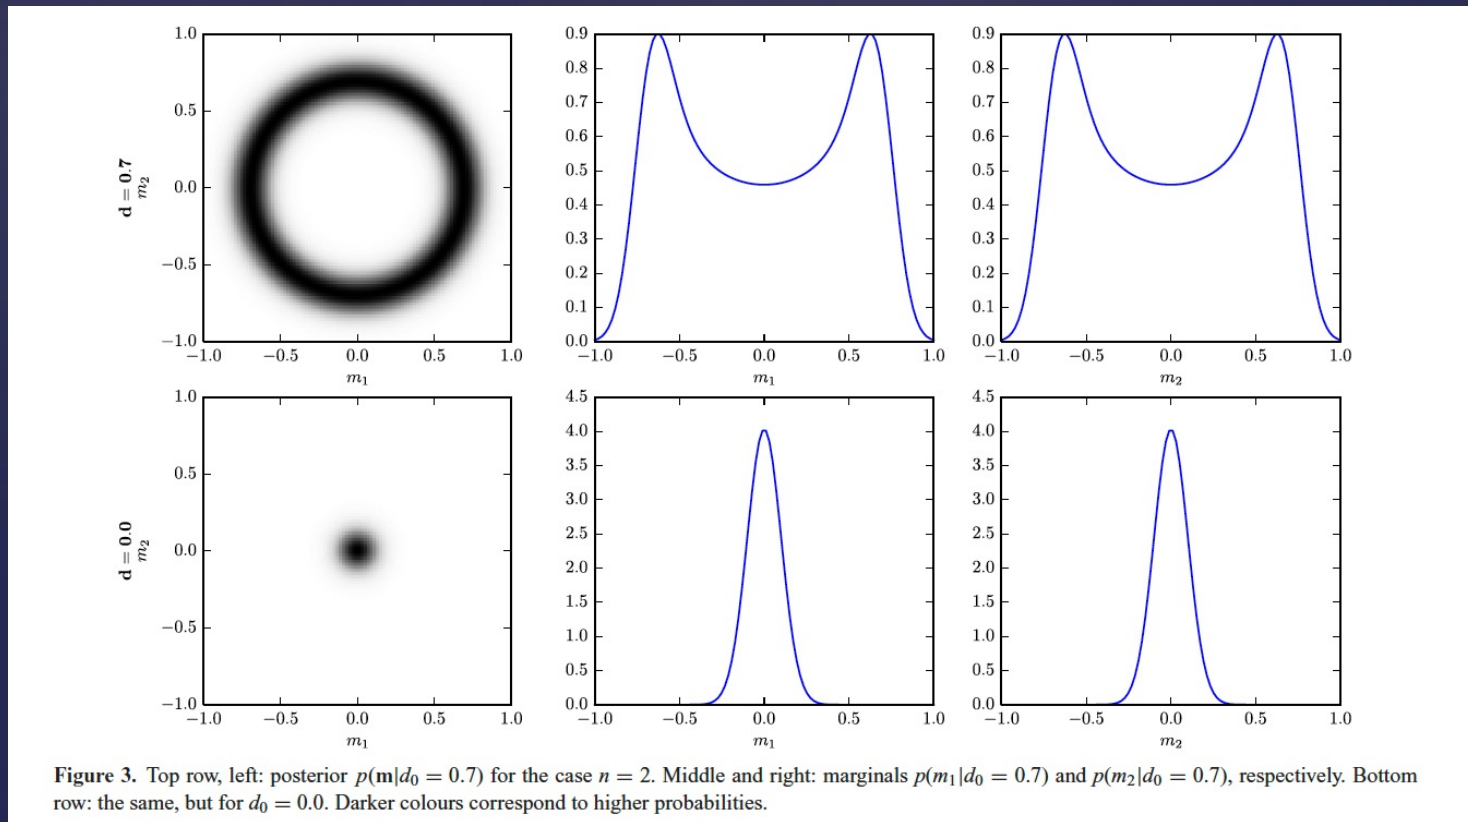 1.0
0.5
0.0
−0.5
−1.0
d = 0.7
m₂
−1.0 −0.5 0.0 0.5 1.0
m₁
0.9
0.8
0.7
0.6
0.5
0.4
0.3
0.2
0.1
0.0
−1.0 −0.5 0.0 0.5 1.0
m₁
0.9
0.8
0.7
0.6
0.5
0.4
0.3
0.2
0.1
0.0
−1.0 −0.5 0.0 0.5 1.0
m₂
1.0
0.5
0.0
−0.5
−1.0
d = 0.0
m₂
−1.0 −0.5 0.0 0.5 1.0
m₁
4.5
4.0
3.5
3.0
2.5
2.0
1.5
1.0
0.5
0.0
−1.0 −0.5 0.0 0.5 1.0
m₁
4.5
4.0
3.5
3.0
2.5
2.0
1.5
1.0
0.5
0.0
−1.0 −0.5 0.0 0.5 1.0
m₂
Figure 3. Top row, left: posterior p(m|d₀ = 0.7) for the case n = 2. Middle and right: marginals p(m₁|d₀ = 0.7) and p(m₂|d₀ = 0.7), respectively. Bottom
row: the same, but for d₀ = 0.0. Darker colours correspond to higher probabilities.